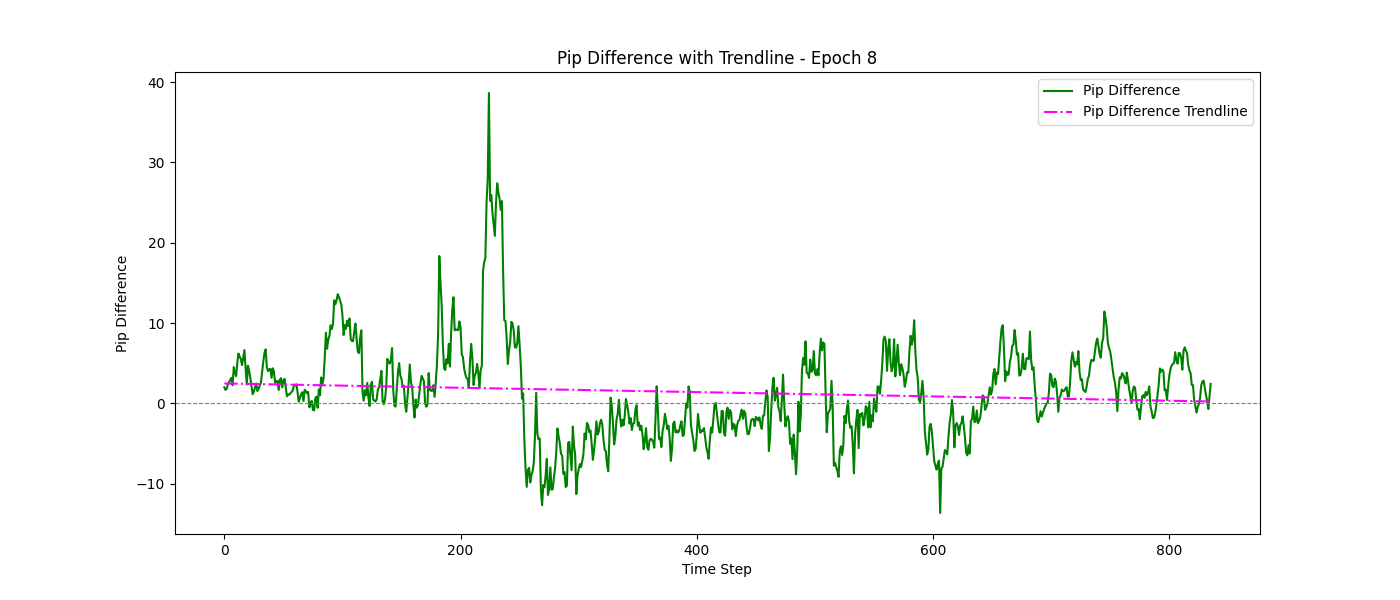 Pip Difference with Trendline - Epoch 8
Pip Difference
Pip Difference Trendline
40
30
20
10
0
−10
Pip Difference
0
200
400
600
800
Time Step